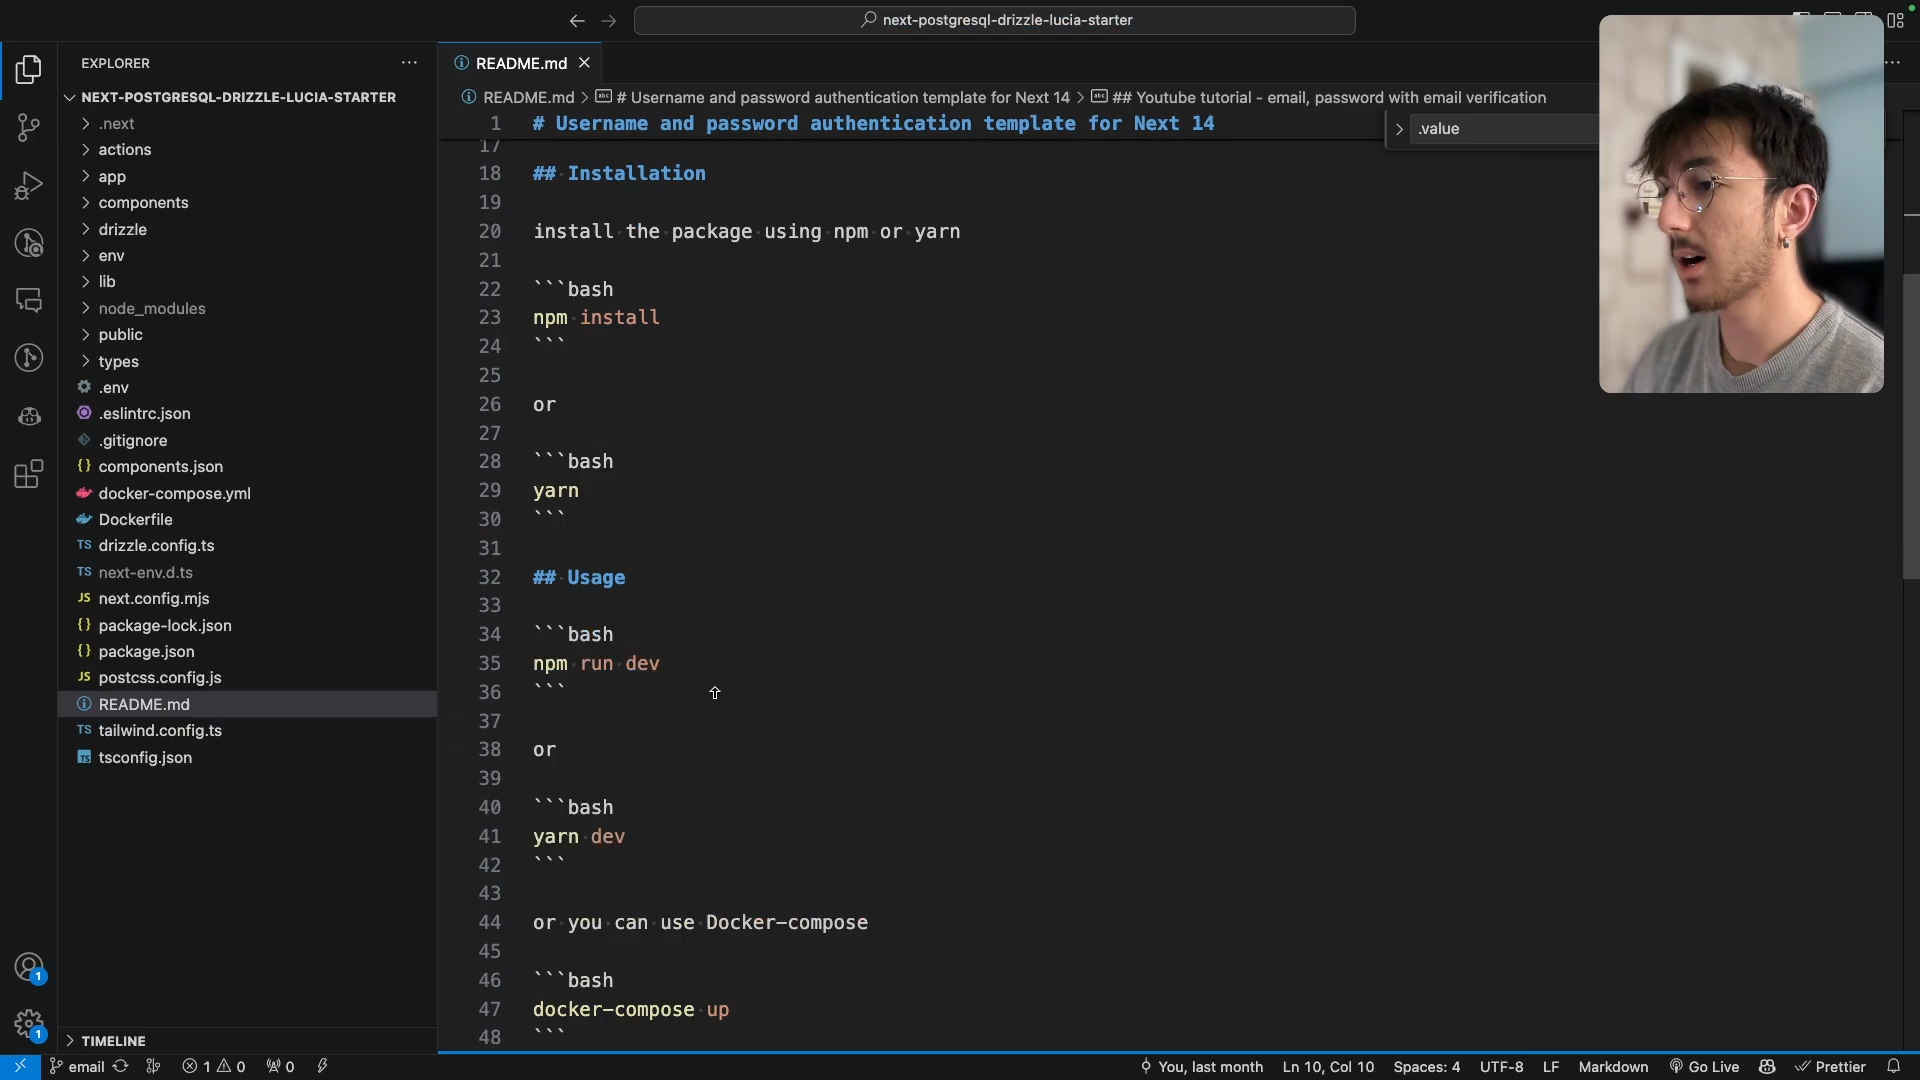 next-postgresql-drizzle-lucia-starter
EXPLORER
NEXT-POSTGRESQL-DRIZZLE-LUCIA-STARTER
.next
actions
app
components
drizzle
env
lib
node_modules
public
types
.env
.eslintrc.json
.gitignore
{} components.json
docker-compose.yml
Dockerfile
TS drizzle.config.ts
TS next-env.d.ts
JS next.config.mjs
{} package-lock.json
{} package.json
JS postcss.config.js
README.md
TS tailwind.config.ts
TS tsconfig.json
TIMELINE
1
1
README.md
README.md > # Username and password authentication template for Next 14 > ## Youtube tutorial - email, password with email verification
.value
1 # Username and password authentication template for Next 14
17
18 ## Installation
19
20 install the package using npm or yarn
21
22 ```bash
23 npm install
24 ```
25
26 or
27
28 ```bash
29 yarn
30 ```
31
32 ## Usage
33
34 ```bash
35 npm run dev
36 ```
37
38 or
39
40 ```bash
41 yarn dev
42 ```
43
44 or you can use Docker-compose
45
46 ```bash
47 docker-compose up
48 ```
email 1 0 0 You, last month Ln 10, Col 10 Spaces: 4 UTF-8 LF Markdown Go Live Prettier